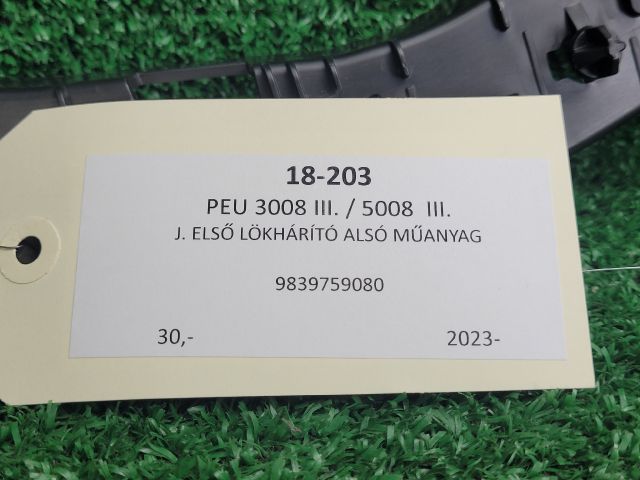 18-203
PEU 3008 III. / 5008 III.
J. ELSŐ LÖKHÁRÍTÓ ALSÓ MŰANYAG
9839759080
30,- 2023-